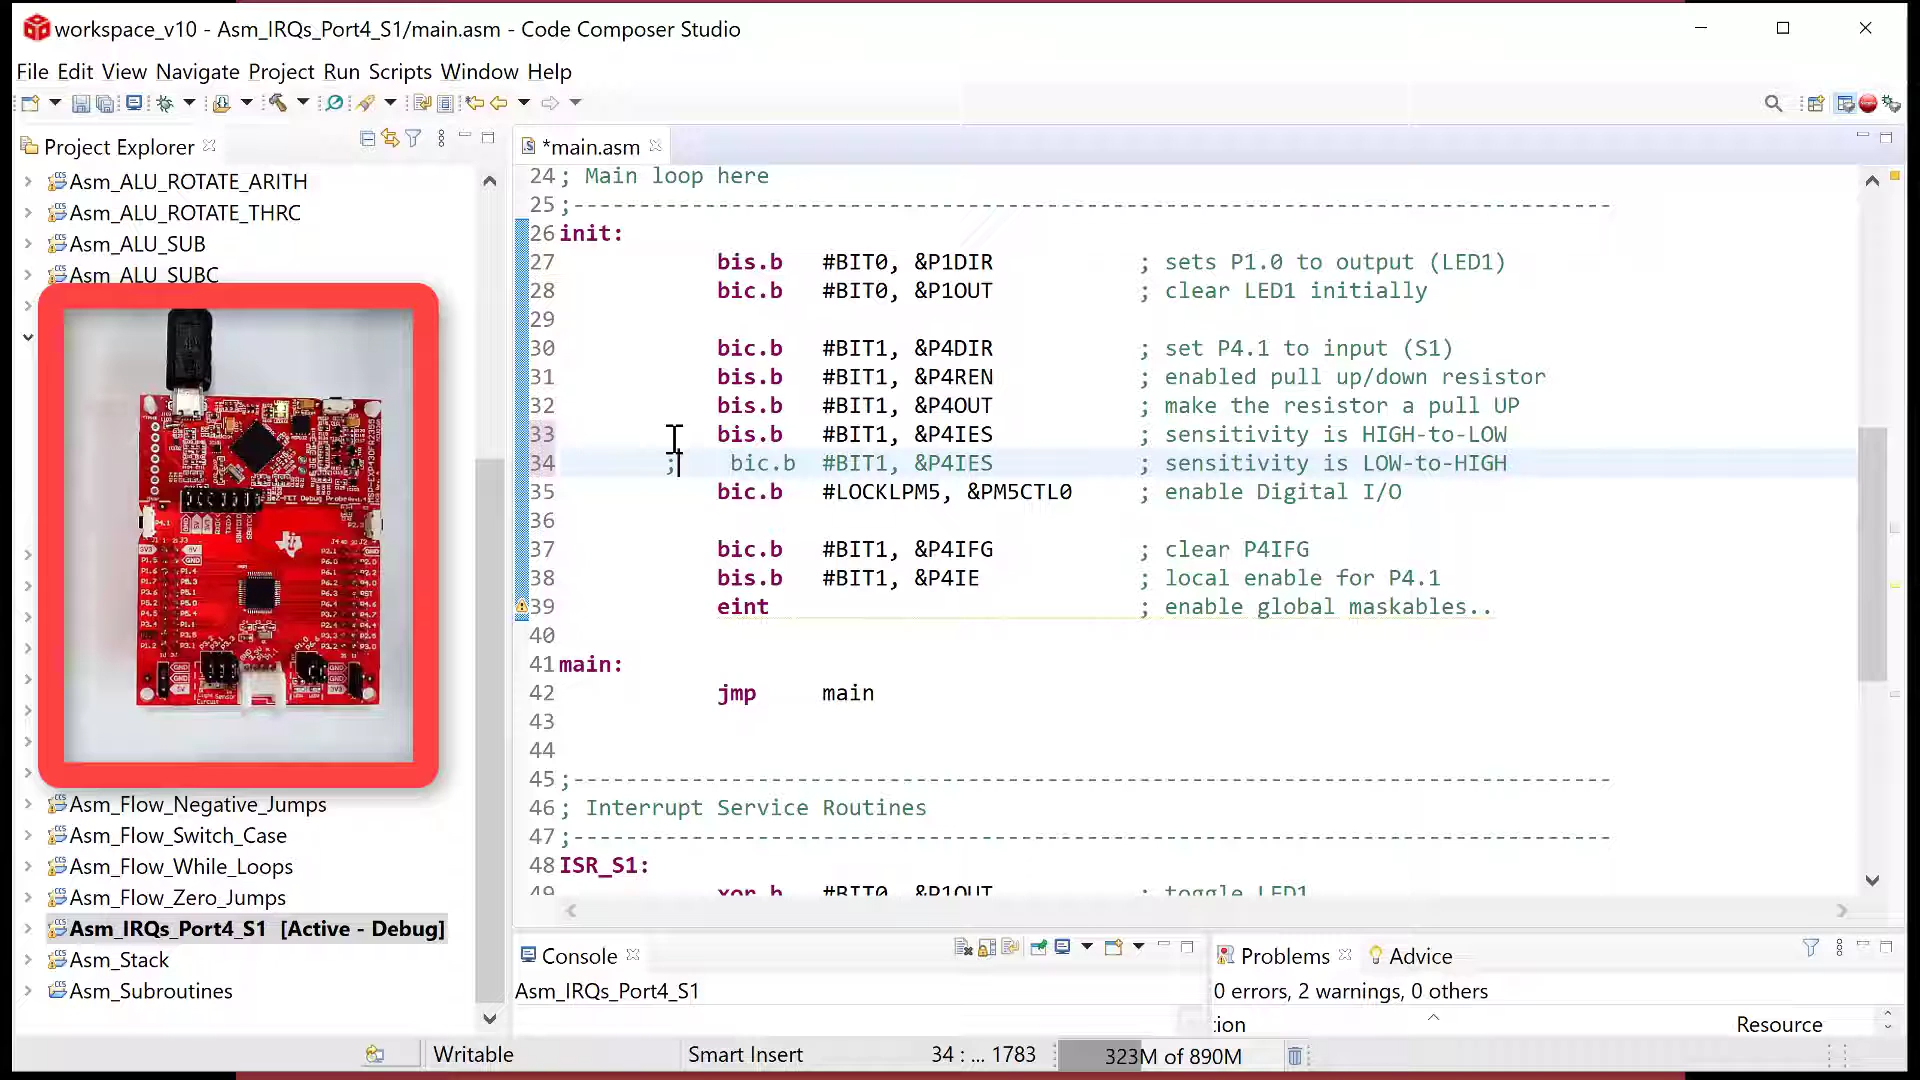 workspace_v10 - Asm_IRQs_Port4_S1/main.asm - Code Composer Studio
File Edit View Navigate Project Run Scripts Window Help
Project Explorer
Asm_ALU_ROTATE_ARITH
Asm_ALU_ROTATE_THRC
Asm_ALU_SUB
Asm_ALU_SUBC
Asm_Flow_Negative_Jumps
Asm_Flow_Switch_Case
Asm_Flow_While_Loops
Asm_Flow_Zero_Jumps
Asm_IRQs_Port4_S1 [Active - Debug]
Asm_Stack
Asm_Subroutines
*main.asm
24 ; Main loop here
25 ;-------------------------------------------------------------------------------
26 init:
27 bis.b #BIT0, &P1DIR ; sets P1.0 to output (LED1)
28 bic.b #BIT0, &P1OUT ; clear LED1 initially
29
30 bic.b #BIT1, &P4DIR ; set P4.1 to input (S1)
31 bis.b #BIT1, &P4REN ; enabled pull up/down resistor
32 bis.b #BIT1, &P4OUT ; make the resistor a pull UP
33 bis.b #BIT1, &P4IES ; sensitivity is HIGH-to-LOW
34 ; bic.b #BIT1, &P4IES ; sensitivity is LOW-to-HIGH
35 bic.b #LOCKLPM5, &PM5CTL0 ; enable Digital I/O
36
37 bic.b #BIT1, &P4IFG ; clear P4IFG
38 bis.b #BIT1, &P4IE ; local enable for P4.1
39 eint ; enable global maskables..
40
41 main:
42 jmp main
43
44
45 ;-------------------------------------------------------------------------------
46 ; Interrupt Service Routines
47 ;-------------------------------------------------------------------------------
48 ISR_S1:
49 xor.b #BIT0, &P1OUT ; toggle LED1
Console
Asm_IRQs_Port4_S1
Problems Advice
0 errors, 2 warnings, 0 others
tion Resource
Writable Smart Insert 34 : ... 1783 323M of 890M